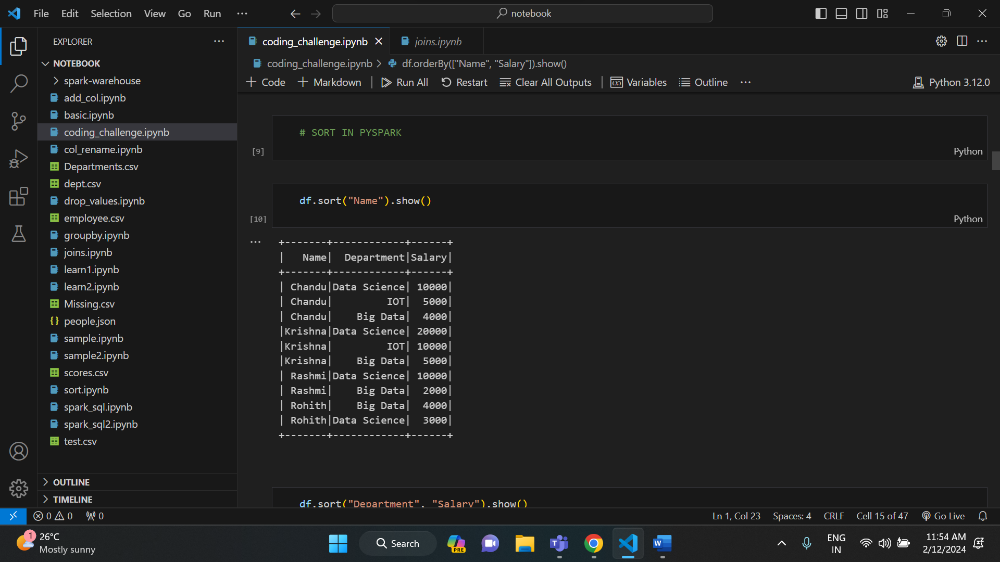 File Edit Selection View Go Run ···
notebook
EXPLORER ···
NOTEBOOK
spark-warehouse
add_col.ipynb
basic.ipynb
coding_challenge.ipynb
col_rename.ipynb
Departments.csv
dept.csv
drop_values.ipynb
employee.csv
groupby.ipynb
joins.ipynb
learn1.ipynb
learn2.ipynb
Missing.csv
people.json
sample.ipynb
sample2.ipynb
scores.csv
sort.ipynb
spark_sql.ipynb
spark_sql2.ipynb
test.csv
OUTLINE
TIMELINE
coding_challenge.ipynb joins.ipynb
coding_challenge.ipynb > df.orderBy(["Name", "Salary"]).show()
+ Code + Markdown | Run All Restart Clear All Outputs | Variables Outline ··· Python 3.12.0
# SORT IN PYSPARK
[9] Python
df.sort("Name").show()
[10] Python
··· +-------+------------+------+
|   Name|  Department|Salary|
+-------+------------+------+
| Chandu|Data Science| 10000|
| Chandu|         IOT|  5000|
| Chandu|    Big Data|  4000|
|Krishna|Data Science| 20000|
|Krishna|         IOT| 10000|
|Krishna|    Big Data|  5000|
| Rashmi|Data Science| 10000|
| Rashmi|    Big Data|  2000|
| Rohith|    Big Data|  4000|
| Rohith|Data Science|  3000|
+-------+------------+------+
df.sort("Department", "Salary").show()
0 0 0 Ln 1, Col 23 Spaces: 4 CRLF Cell 15 of 47 Go Live
1 26°C
Mostly sunny
Search
PRE
ENG
IN
11:54 AM
2/12/2024